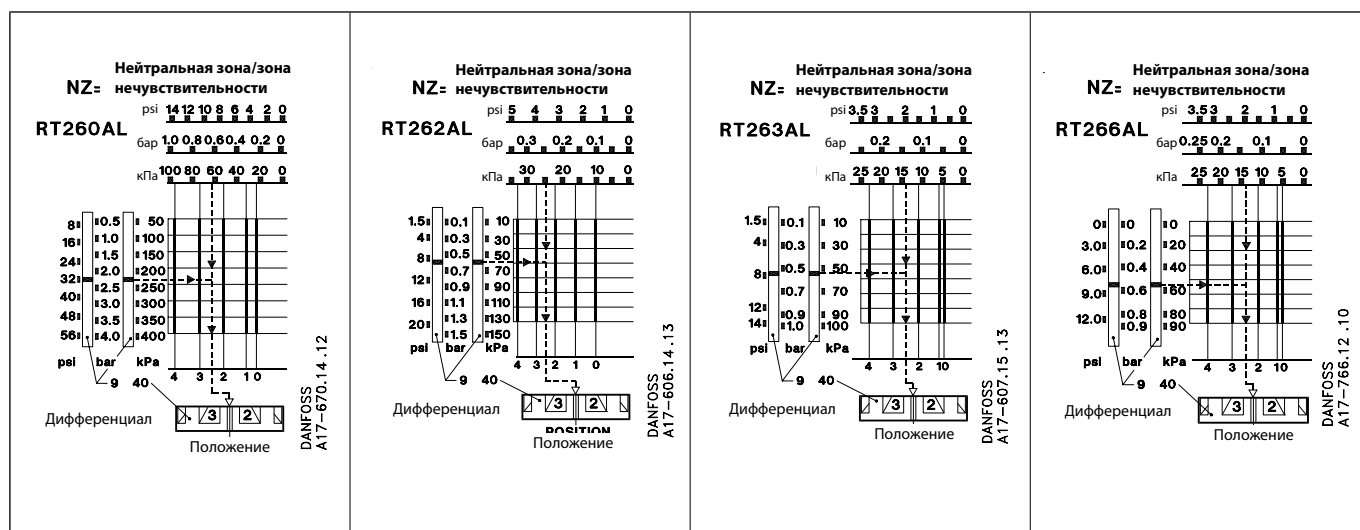 Нейтральная зона/зона
NZ= нечувствительности
psi 14 12 10 8 6 4 2 0
RT260AL
бар 1.0 0.8 0.6 0.4 0.2 0
кПа 100 80 60 40 20 0
8 0.5 50
16 1.0 100
1.5 150
24 2.0 200
32 2.5 250
40 3.0 300
48 3.5 350
56 4.0 400
psi bar kPa
4 3 2 1 0
9 40
3 2
Дифференциал
Положение
DANFOSS
A17-670.14.12
Нейтральная зона/зона
NZ= нечувствительности
psi 5 4 3 2 1 0
RT262AL
бар 0.3 0.2 0.1 0
кПа 30 20 10 0
1.5 0.1 10
4 0.3 30
8 0.5 50
0.7 70
12 0.9 90
16 1.1 110
20 1.3 130
1.5 150
psi bar kPa
4 3 2 1 0
9 40
3 2
Дифференциал
POSITION
Положение
DANFOSS
A17-606.14.13
Нейтральная зона/зона
NZ= нечувствительности
psi 3.5 3 2 1 0
RT263AL
бар 0.2 0.1 0
кПа 25 20 15 10 5 0
1.5 0.1 10
4 0.3 30
8 0.5 50
0.7 70
12 0.9 90
14 1.0 100
psi bar kPa
4 3 2 1 0
9 40
3 2
Дифференциал
Положение
DANFOSS
A17-607.15.13
Нейтральная зона/зона
NZ= нечувствительности
psi 3.5 3 2 1 0
RT266AL
бар 0.25 0.2 0.1 0
кПа 25 20 15 10 5 0
0 0 0
3.0 0.2 20
6.0 0.4 40
9.0 0.6 60
12.0 0.8 80
0.9 90
psi bar kPa
4 3 2 1 0
9 40
3 2
Дифференциал
Положение
DANFOSS
A17-766.12.10